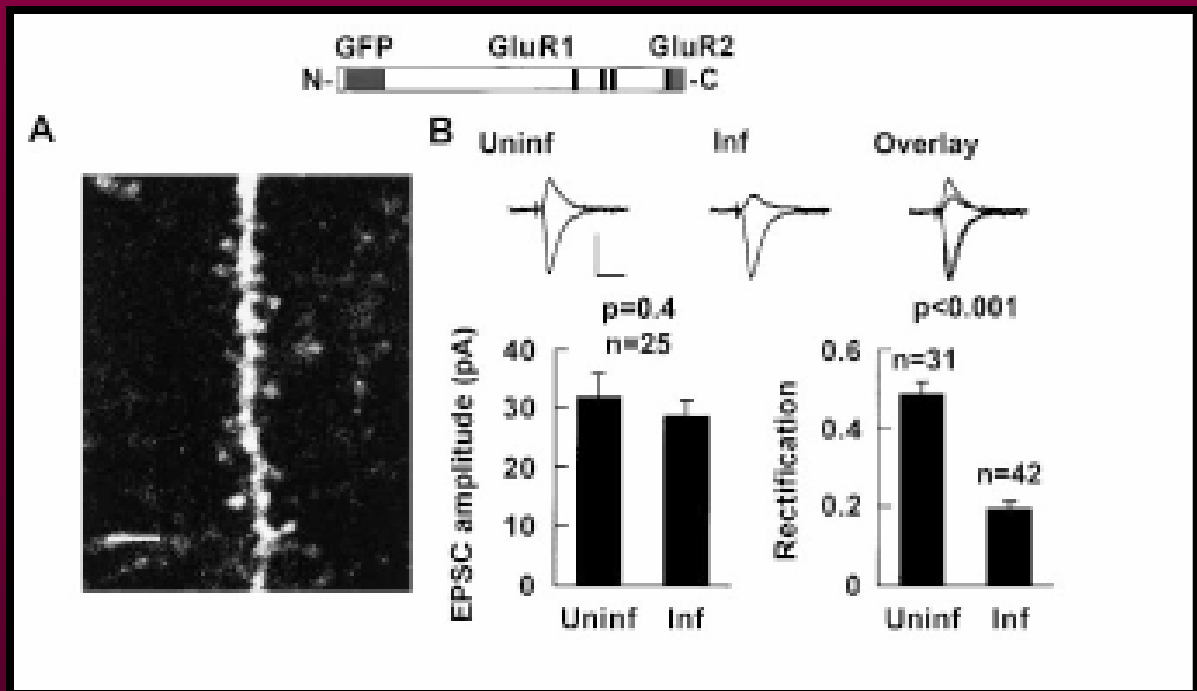 GFP GluR1 GluR2
N- -C
A
B
Uninf Inf Overlay
p=0.4
n=25
EPSC amplitude (pA)
40
30
20
10
0
Uninf Inf
p<0.001
n=31
n=42
Rectification
0.6
0.4
0.2
0
Uninf Inf